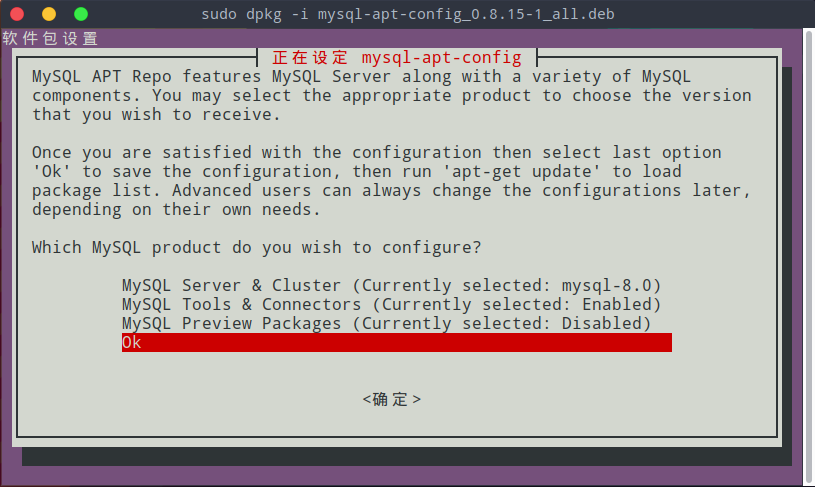 sudo dpkg -i mysql-apt-config_0.8.15-1_all.deb
软件包设置
正在设定 mysql-apt-config
MySQL APT Repo features MySQL Server along with a variety of MySQL
components. You may select the appropriate product to choose the version
that you wish to receive.
Once you are satisfied with the configuration then select last option
'Ok' to save the configuration, then run 'apt-get update' to load
package list. Advanced users can always change the configurations later,
depending on their own needs.
Which MySQL product do you wish to configure?
MySQL Server & Cluster (Currently selected: mysql-8.0)
MySQL Tools & Connectors (Currently selected: Enabled)
MySQL Preview Packages (Currently selected: Disabled)
Ok
<确定>